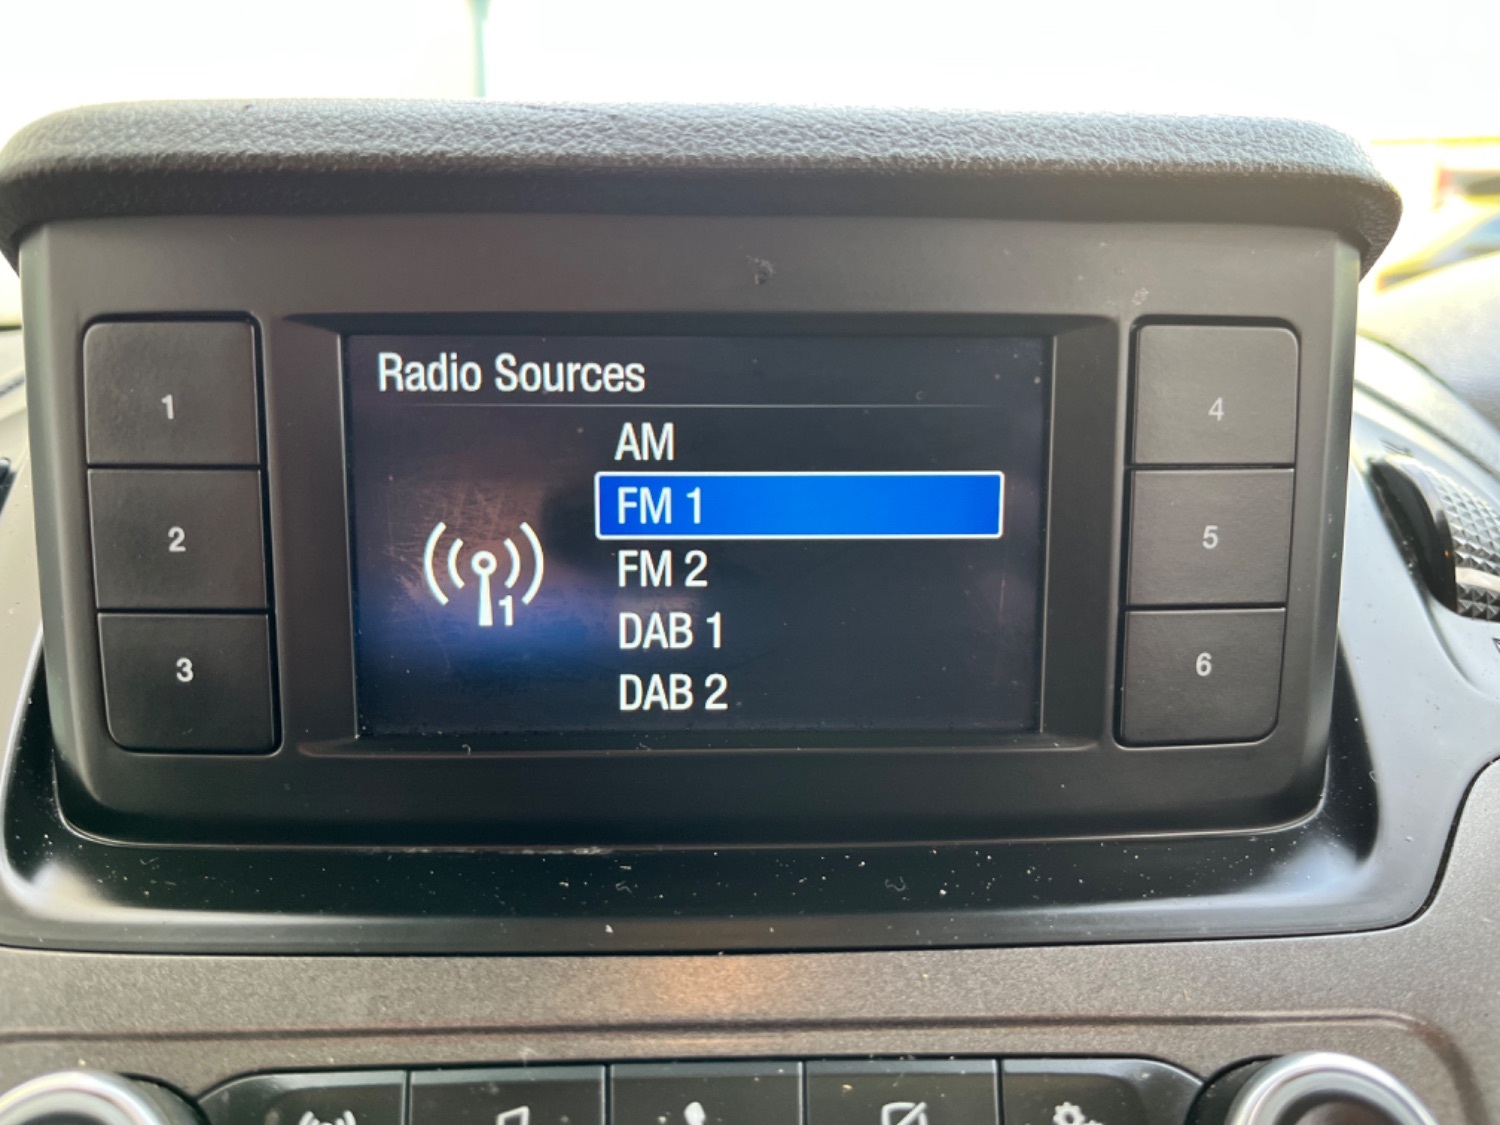 Radio Sources
AM
FM 1
FM 2
DAB 1
DAB 2
1
1
2
3
4
5
6